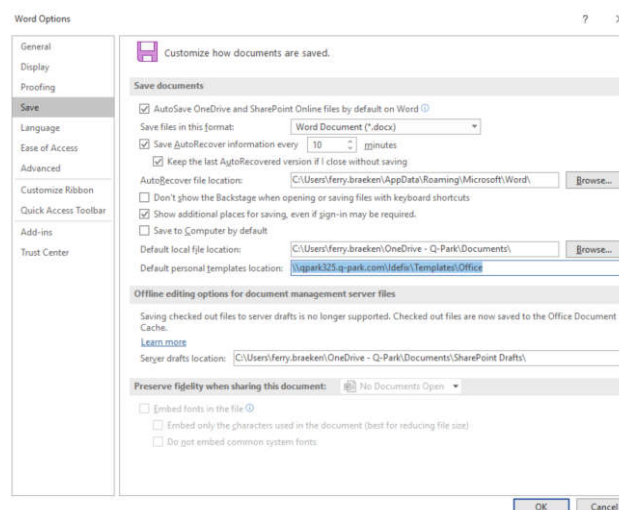 Word Options
?
General
Display
Proofing
Save
Language
Ease of Access
Advanced
Customize Ribbon
Quick Access Toolbar
Add-ins
Trust Center
Customize how documents are saved.
Save documents
AutoSave OneDrive and SharePoint Online files by default on Word
Save files in this format: Word Document (*.docx)
Save AutoRecover information every 10 minutes
Keep the last AutoRecovered version if I close without saving
AutoRecover file location: C:\Users\ferry.braeken\AppData\Roaming\Microsoft\Word\ Browse...
Don't show the Backstage when opening or saving files with keyboard shortcuts
Show additional places for saving, even if sign-in may be required.
Save to Computer by default
Default local file location: C:\Users\ferry.braeken\OneDrive - Q-Park\Documents\ Browse...
Default personal templates location: \\qpark325.q-park.com\Idefix\Templates\Office
Offline editing options for document management server files
Saving checked out files to server drafts is no longer supported. Checked out files are now saved to the Office Document
Cache.
Learn more
Server drafts location: C:\Users\ferry.braeken\OneDrive - Q-Park\Documents\SharePoint Drafts\
Preserve fidelity when sharing this document: No Documents Open
Embed fonts in the file
Embed only the characters used in the document (best for reducing file size)
Do not embed common system fonts
OK Cancel